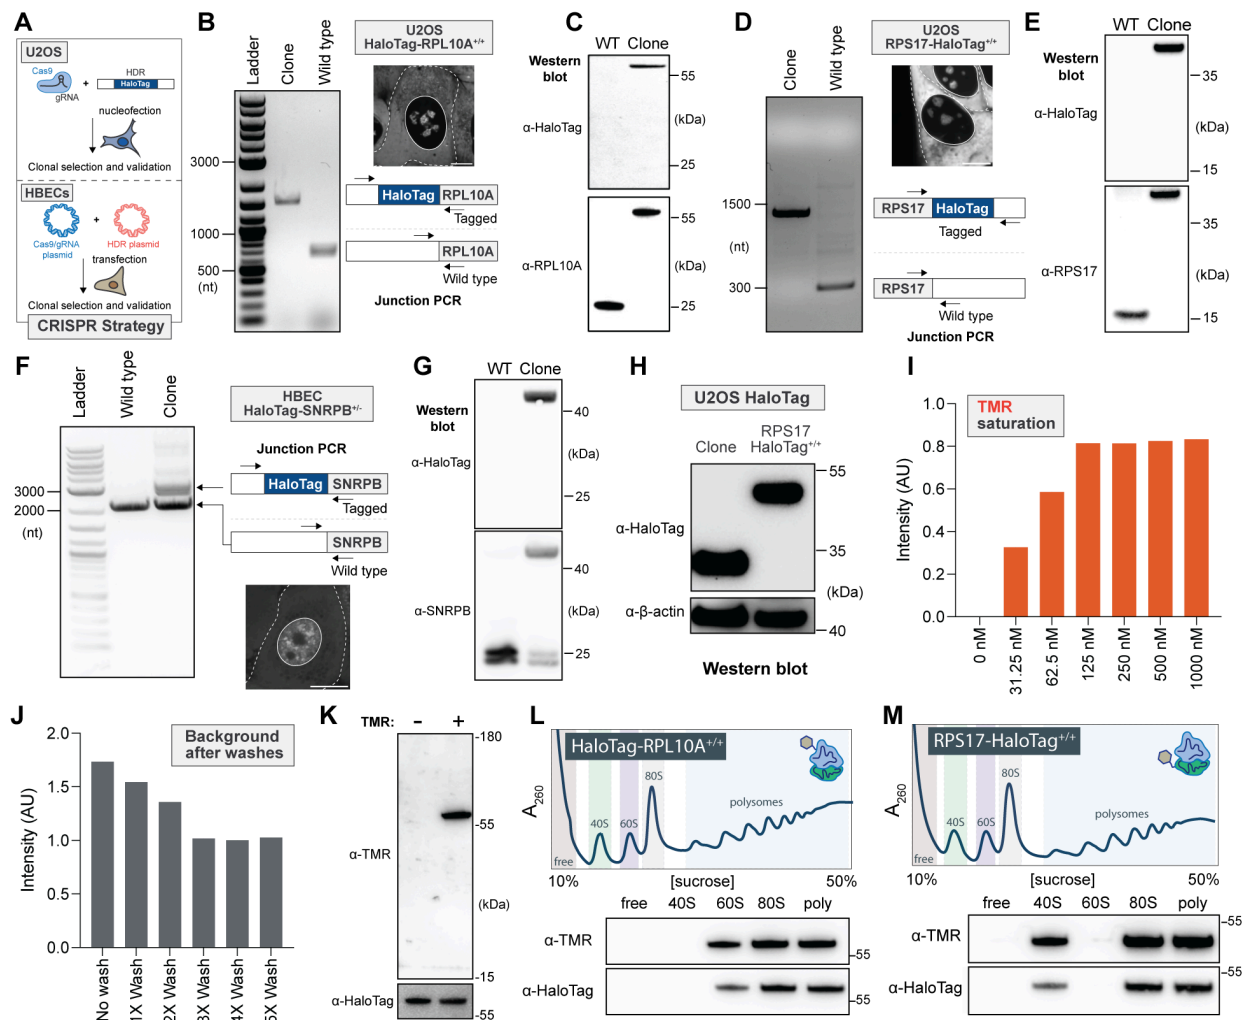 A
U2OS
Cas9
gRNA
+
HDR
HaloTag
nucleofection
Clonal selection and validation
HBECs
+
Cas9/gRNA
plasmid
HDR plasmid
transfection
Clonal selection and validation
CRISPR Strategy
B
Ladder
Clone
Wild type
3000
1000
500
(nt)
U2OS
HaloTag-RPL10A+/+
HaloTag RPL10A
Tagged
RPL10A
Wild type
Junction PCR
C
WT Clone
Western
blot
α-HaloTag
55
(kDa)
25
α-RPL10A
55
(kDa)
25
D
Clone
Wild type
1500
(nt)
300
U2OS
RPS17-HaloTag+/+
RPS17 HaloTag
Tagged
RPS17
Wild type
Junction PCR
E
WT Clone
Western
blot
α-HaloTag
35
(kDa)
15
α-RPS17
35
(kDa)
15
F
Ladder
Wild type
Clone
3000
2000
(nt)
HBEC
HaloTag-SNRPB+/-
Junction PCR
HaloTag SNRPB
Tagged
SNRPB
Wild type
G
WT Clone
Western
blot
α-HaloTag
40
(kDa)
25
α-SNRPB
40
(kDa)
25
H
U2OS HaloTag
Clone
RPS17
HaloTag+/+
α-HaloTag
55
35
(kDa)
α-β-actin
40
Western blot
I
TMR
saturation
Intensity (AU)
1.0
0.8
0.6
0.4
0.2
0.0
0 nM
31.25 nM
62.5 nM
125 nM
250 nM
500 nM
1000 nM
J
Background
after washes
Intensity (AU)
2.0
1.5
1.0
0.5
0.0
No wash
1X Wash
2X Wash
3X Wash
4X Wash
5X Wash
K
TMR: - +
180
55
α-TMR
(kDa)
15
α-HaloTag
55
L
HaloTag-RPL10A+/+
A260
40S
60S
80S
polysomes
free
10% [sucrose] 50%
free 40S 60S 80S poly
α-TMR
55
α-HaloTag
55
M
RPS17-HaloTag+/+
A260
40S
60S
80S
polysomes
free
10% [sucrose] 50%
free 40S 60S 80S poly
α-TMR
55
α-HaloTag
55